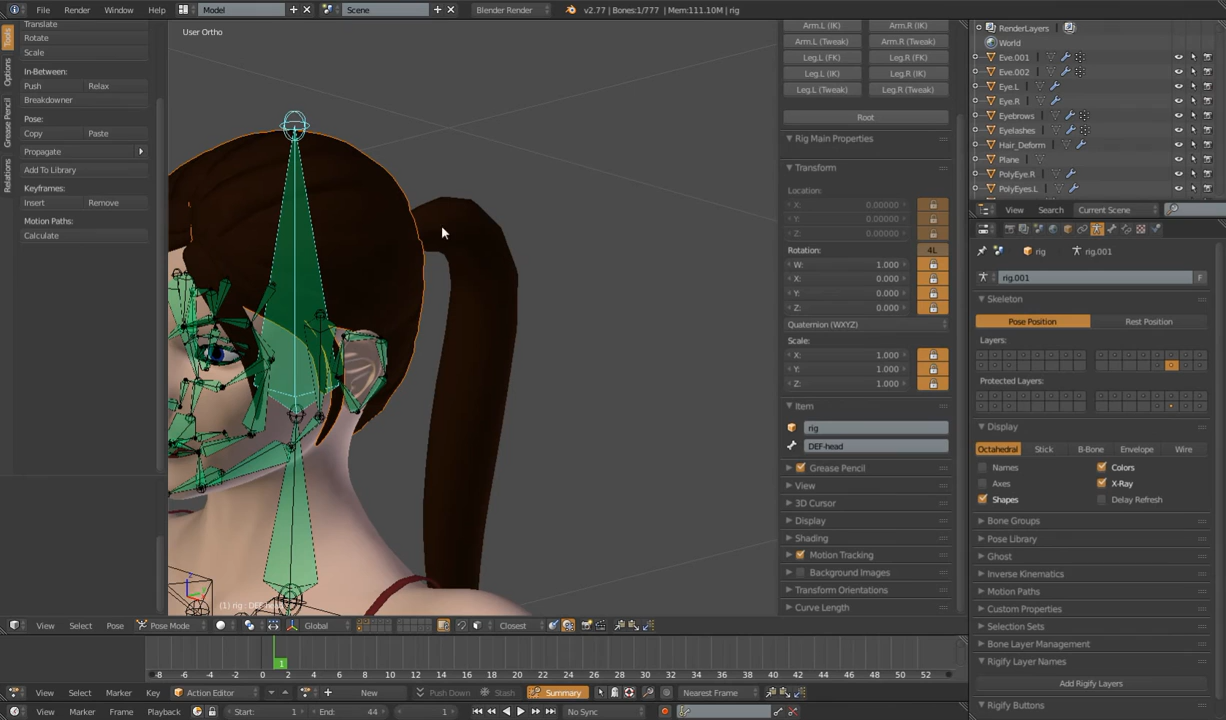 File Render Window Help Model Scene Blender Render v2.77 | Bones:1/777 | Mem:111.10M | rig
Tools
Options
Grease Pencil
Relations
Translate
Rotate
Scale
In-Between:
Push Relax
Breakdowner
Pose:
Copy Paste
Propagate
Add To Library
Keyframes:
Insert Remove
Motion Paths:
Calculate
User Ortho
(1) rig : DEF-head
Arm.L (IK) Arm.R (IK)
Arm.L (Tweak) Arm.R (Tweak)
Leg.L (FK) Leg.R (FK)
Leg.L (IK) Leg.R (IK)
Leg.L (Tweak) Leg.R (Tweak)
Root
Rig Main Properties
Transform
Location:
X: 0.00000
Y: 0.00000
Z: 0.00000
Rotation: 4L
W: 1.000
X: 0.000
Y: 0.000
Z: 0.000
Quaternion (WXYZ)
Scale:
X: 1.000
Y: 1.000
Z: 1.000
Item
rig
DEF-head
Grease Pencil
View
3D Cursor
Display
Shading
Motion Tracking
Background Images
Transform Orientations
Curve Length
RenderLayers
World
Eve.001
Eve.002
Eye.L
Eye.R
Eyebrows
Eyelashes
Hair_Deform
Plane
PolyEye.R
PolyEyes.L
View Search Current Scene
rig rig.001
rig.001 F
Skeleton
Pose Position Rest Position
Layers:
Protected Layers:
Display
Octahedral Stick B-Bone Envelope Wire
Names Colors
Axes X-Ray
Shapes Delay Refresh
Bone Groups
Pose Library
Ghost
Inverse Kinematics
Motion Paths
Custom Properties
Selection Sets
Bone Layer Management
Rigify Layer Names
Add Rigify Layers
Rigify Buttons
View Select Pose Pose Mode Global Closest
-8 -6 -4 -2 0 2 4 6 8 10 12 14 16 18 20 22 24 26 28 30 32 34 36 38 40 42 44 46 48 50 52
1
View Select Marker Key Action Editor New Push Down Stash Summary Nearest Frame
View Marker Frame Playback Start: 1 End: 44 1 No Sync